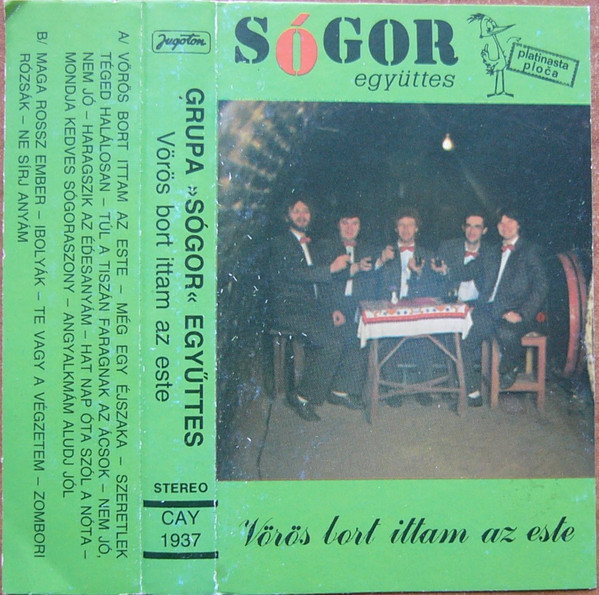 A/ VÖRÖS BORT ITTAM AZ ESTE – MÉG EGY ÉJSZAKA – SZERETLEK
TÉGED HALÁLOSAN – TÚL A TISZÁN FARAGNAK AZ ÁCSOK – NEM JÓ,
NEM JÓ – HARAGSZIK AZ ÉDESANYÁM – HAT NAP ÓTA SZÓL A NÓTA –
MONDJA KEDVES SÓGORASZONY – ANGYALKMÁM ALUDJ JÓL
B/ MAGA ROSSZ EMBER – IBOLYÁK – TE VAGY A VÉGZETEM – ZOMBORI
RÓZSÁK – NE SÍRJ ANYÁM
Jugoton
GRUPA »SÓGOR« EGYÜTTES
Vörös bort ittam az este
STEREO
CAY
1937
SÓGOR
együttes
platinasta
ploča
Vörös bort ittam az este